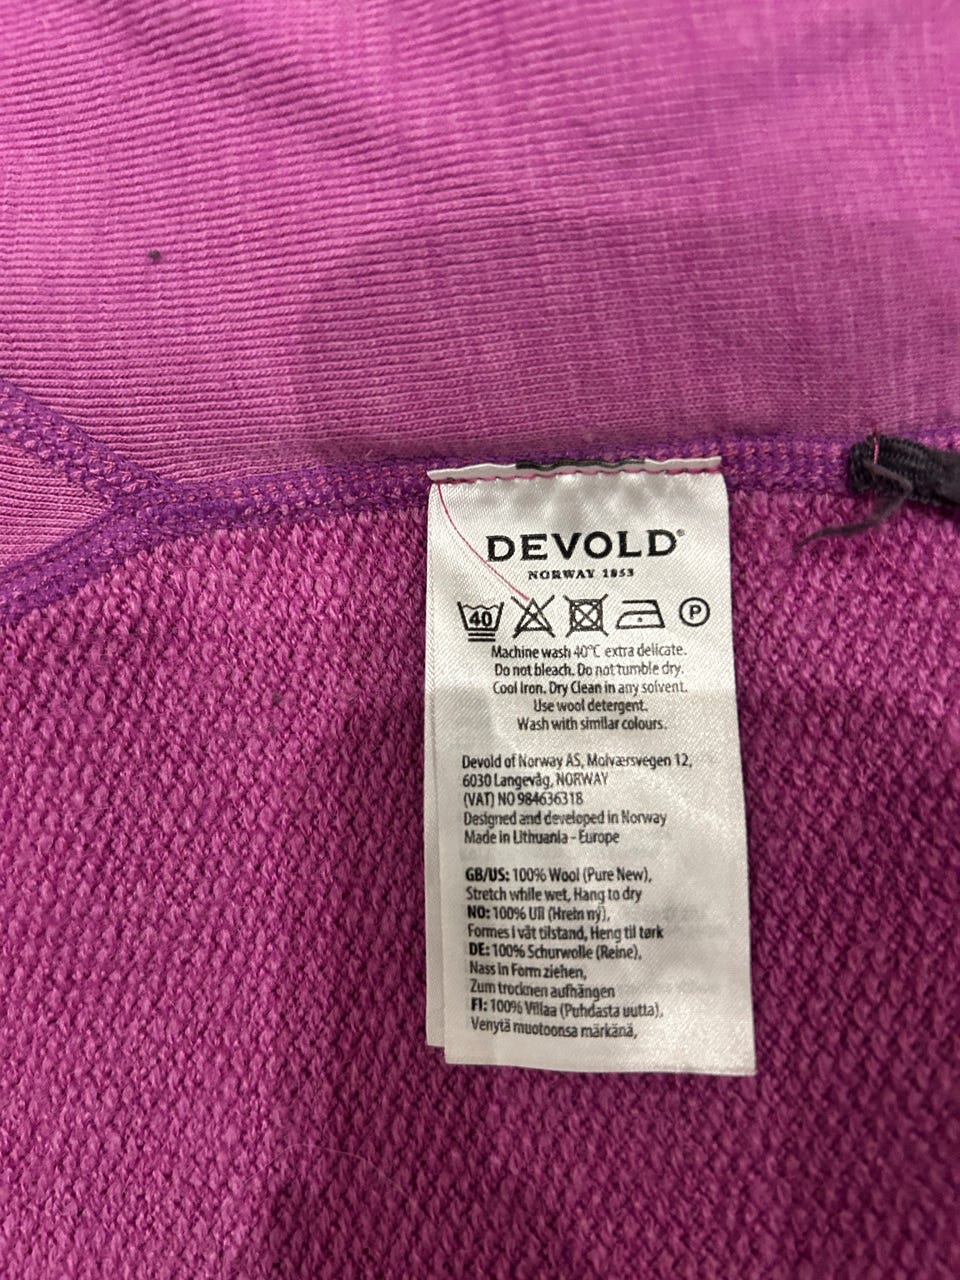 DEVOLD®
NORWAY 1853
40 P
Machine wash 40°C extra delicate.
Do not bleach. Do not tumble dry.
Cool Iron. Dry Clean in any solvent.
Use wool detergent.
Wash with similar colours.
Devold of Norway AS, Molværsvegen 12,
6030 Langevåg, NORWAY
(VAT) NO 984636318
Designed and developed in Norway
Made in Lithuania - Europe
GB/US: 100% Wool (Pure New),
Stretch while wet, Hang to dry
NO: 100% Ull (Hrein ny),
Formes i våt tilstand, Heng til tørk
DE: 100% Schurwolle (Reine),
Nass in Form ziehen,
Zum trocknen aufhängen
FI: 100% Villaa (Puhdasta uutta),
Venytä muotoonsa märkänä,